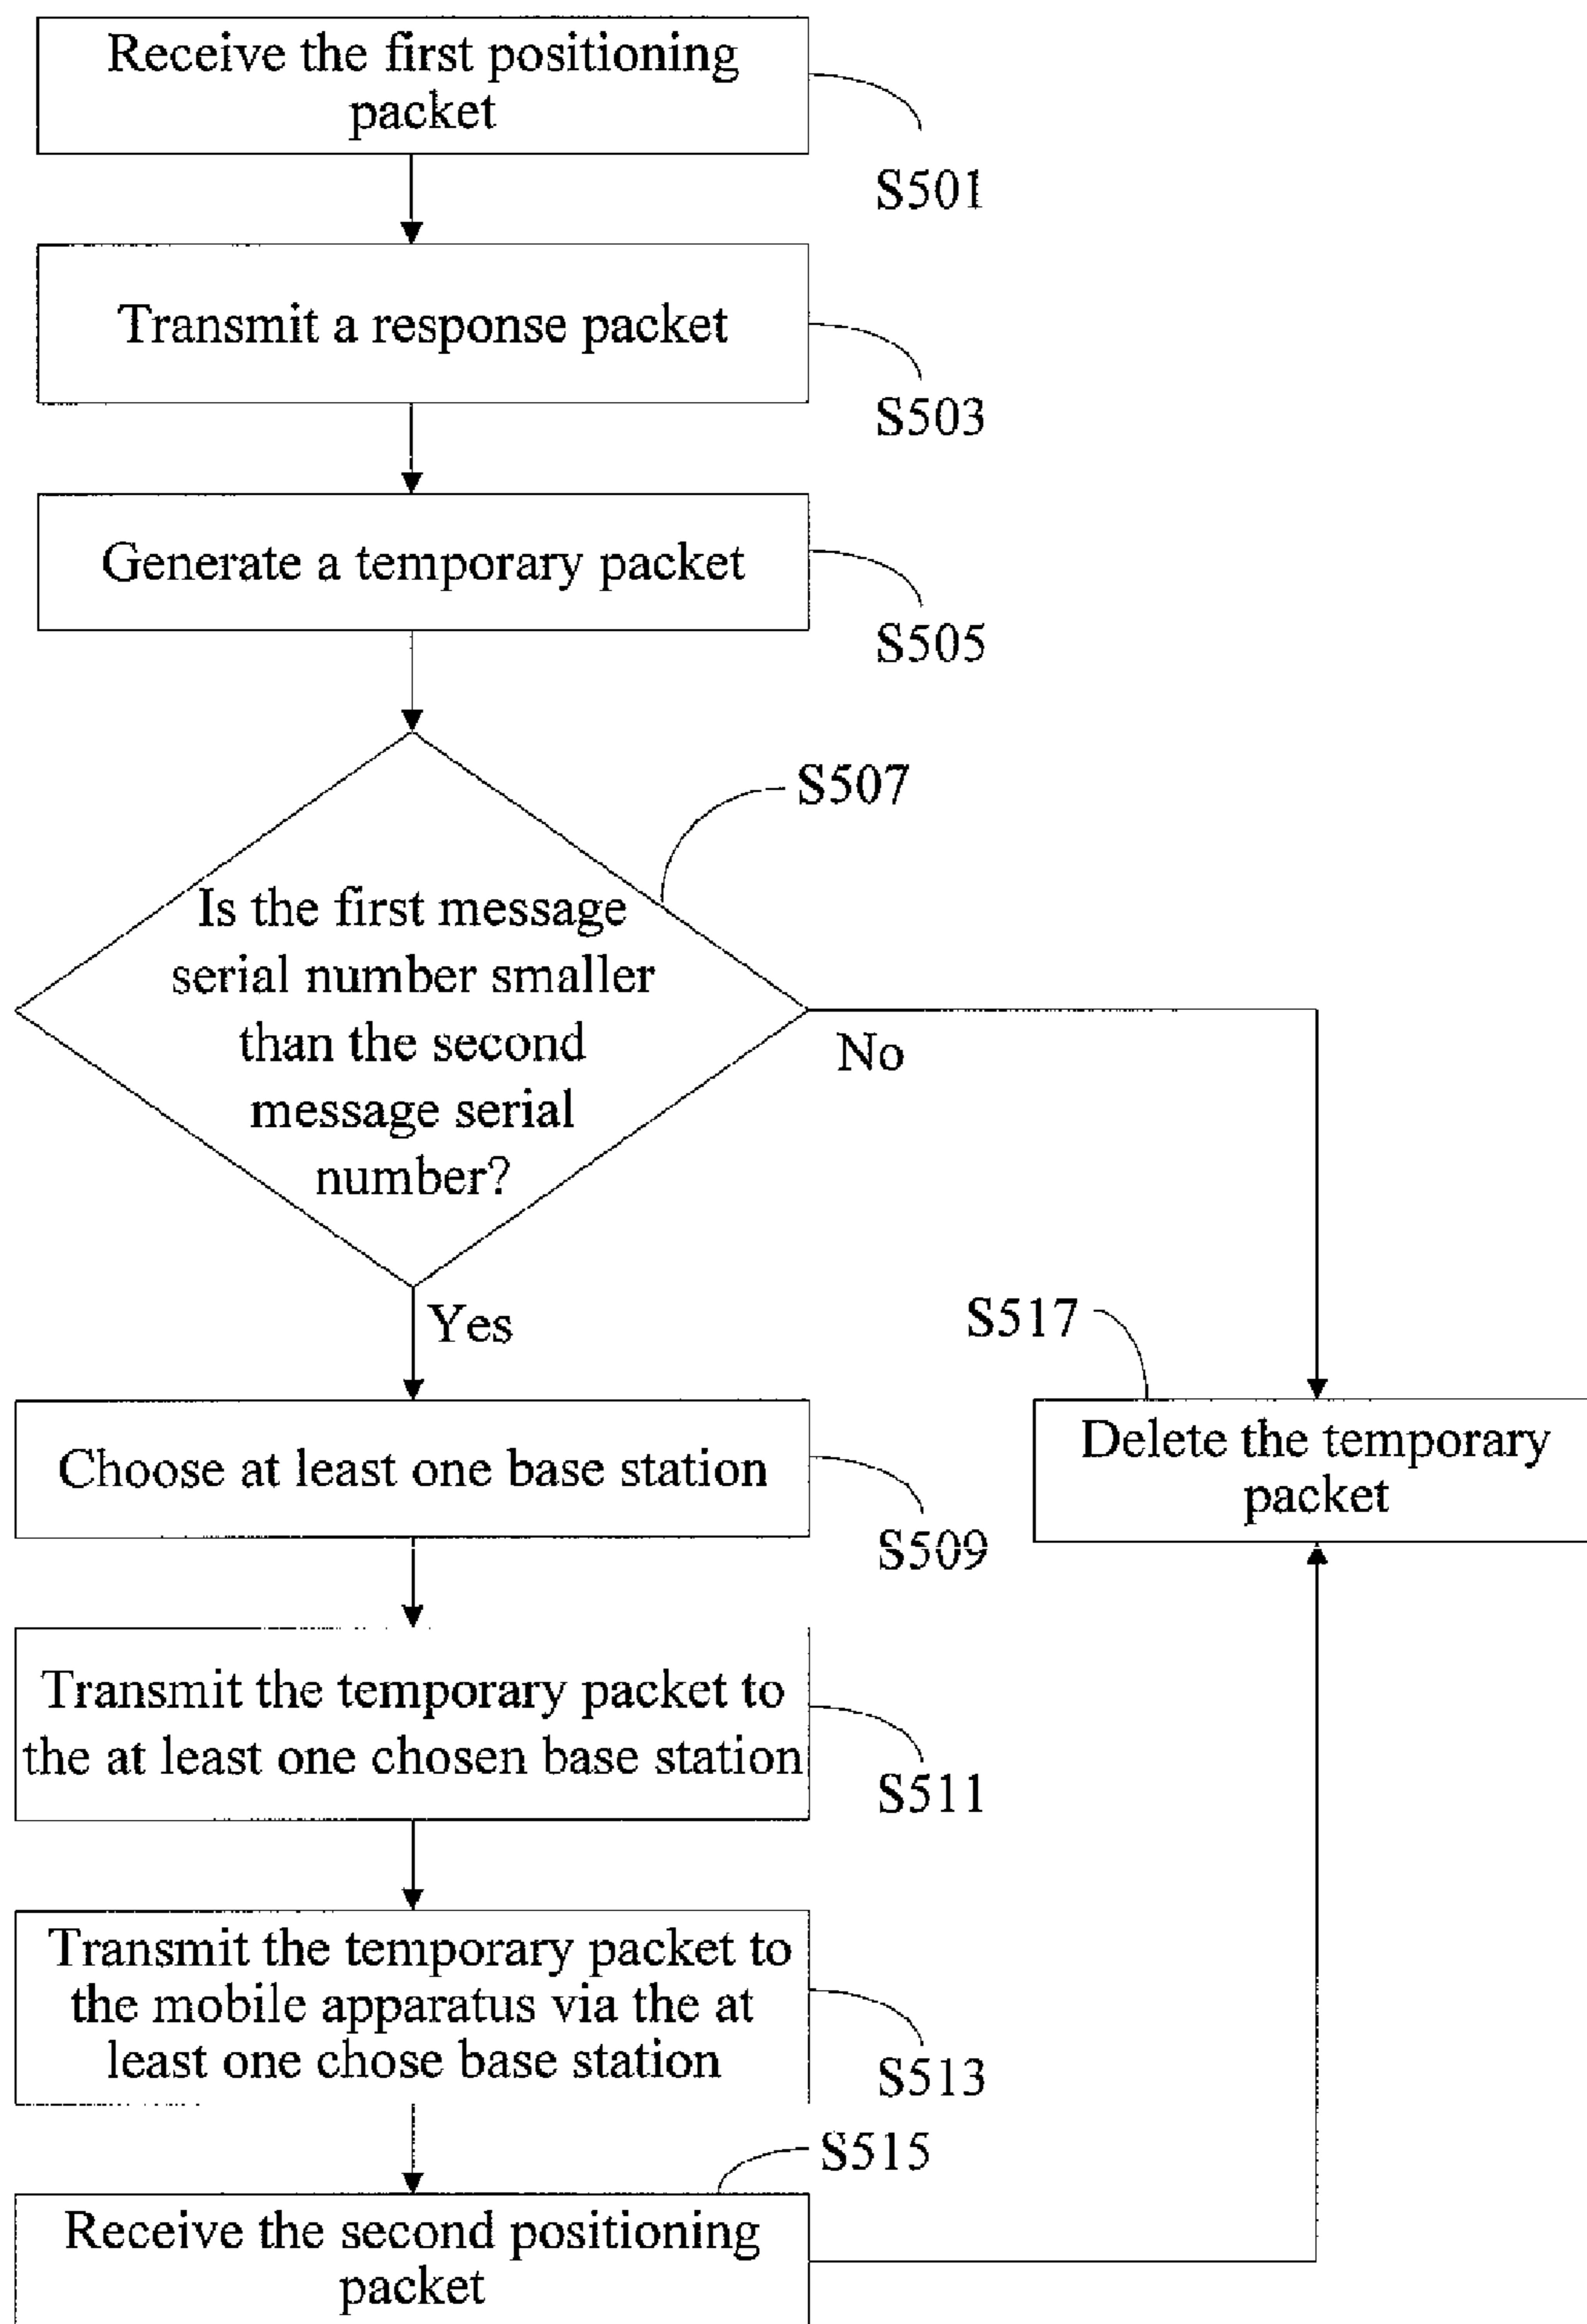 Receive the first positioning
packet
S501
Transmit a response packet
S503
Generate a temporary packet
S505
S507
Is the first message
serial number smaller
than the second
message serial
number?
No
Yes
S517
Choose at least one base station
S509
Delete the temporary
packet
Transmit the temporary packet to
the at least one chosen base station
S511
Transmit the temporary packet to
the mobile apparatus via the at
least one chose base station
S513
S515
Receive the second positioning
packet